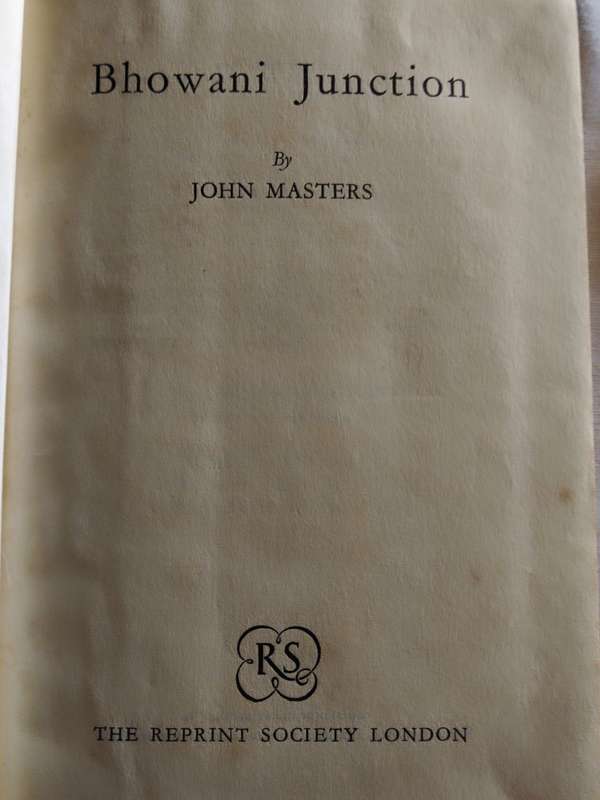 Bhowani Junction
By
JOHN MASTERS
RS
THE REPRINT SOCIETY LONDON